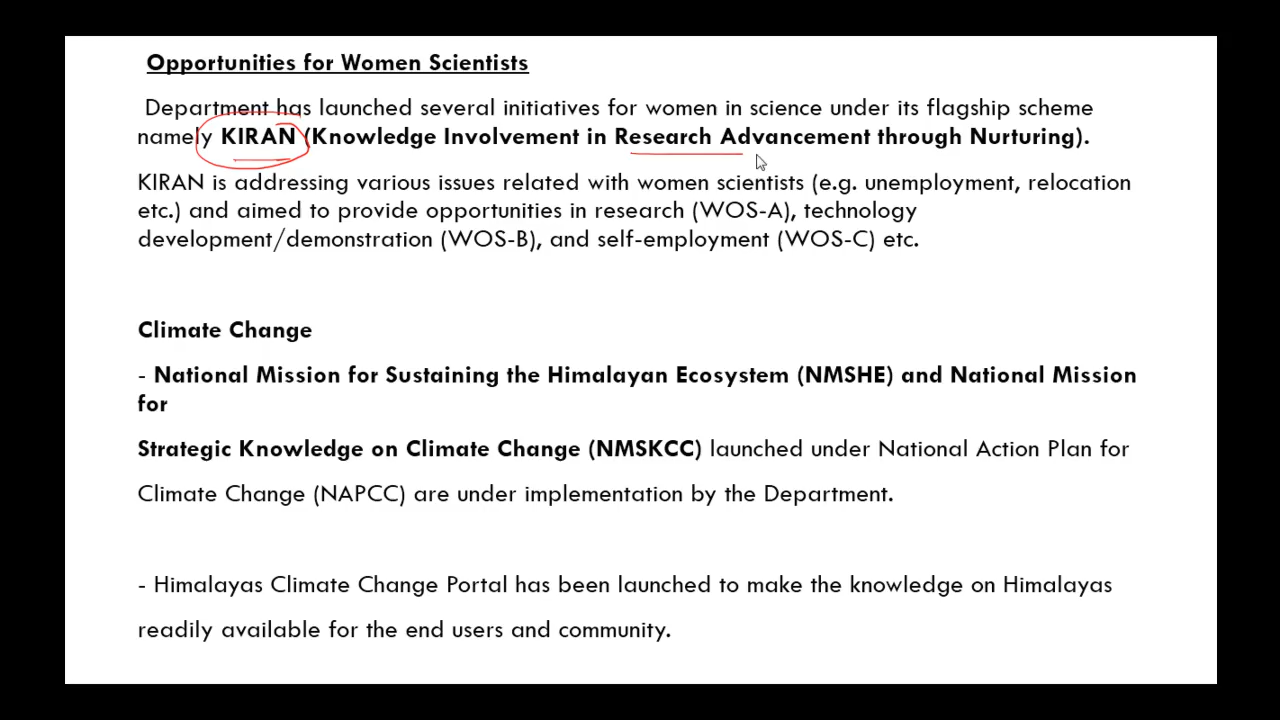 Opportunities for Women Scientists
Department has launched several initiatives for women in science under its flagship scheme
namely KIRAN (Knowledge Involvement in Research Advancement through Nurturing).
KIRAN is addressing various issues related with women scientists (e.g. unemployment, relocation
etc.) and aimed to provide opportunities in research (WOS-A), technology
development/demonstration (WOS-B), and self-employment (WOS-C) etc.
Climate Change
- National Mission for Sustaining the Himalayan Ecosystem (NMSHE) and National Mission
for
Strategic Knowledge on Climate Change (NMSKCC) launched under National Action Plan for
Climate Change (NAPCC) are under implementation by the Department.
- Himalayas Climate Change Portal has been launched to make the knowledge on Himalayas
readily available for the end users and community.